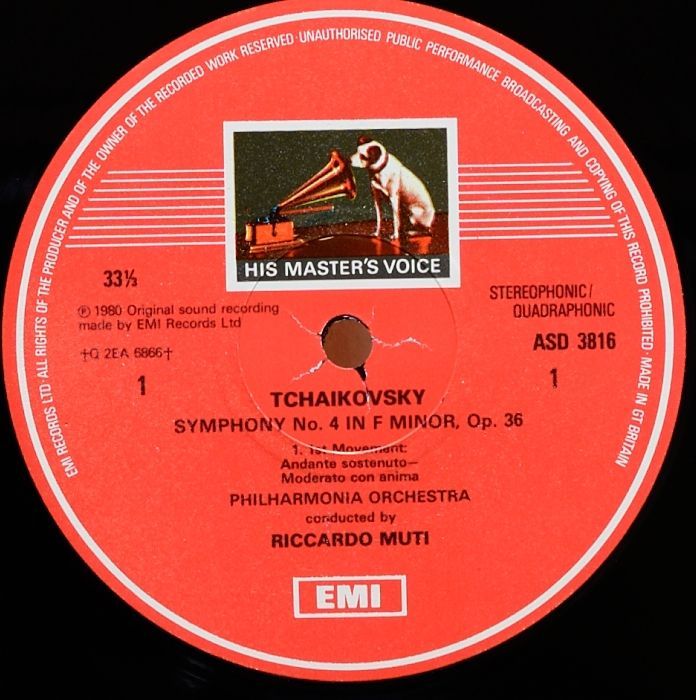 EMI RECORDS LTD · ALL RIGHTS OF THE PRODUCER AND OF THE OWNER OF THE RECORDED WORK RESERVED · UNAUTHORISED PUBLIC PERFORMANCE BROADCASTING AND COPYING OF THIS RECORD PROHIBITED · MADE IN GT BRITAIN
HIS MASTER'S VOICE
33⅓
℗ 1980 Original sound recording
made by EMI Records Ltd
†Q 2EA 6866†
1
STEREOPHONIC/
QUADRAPHONIC
ASD 3816
1
TCHAIKOVSKY
SYMPHONY No. 4 IN F MINOR, Op. 36
1. 1st Movement:
Andante sostenuto—
Moderato con anima
PHILHARMONIA ORCHESTRA
conducted by
RICCARDO MUTI
EMI